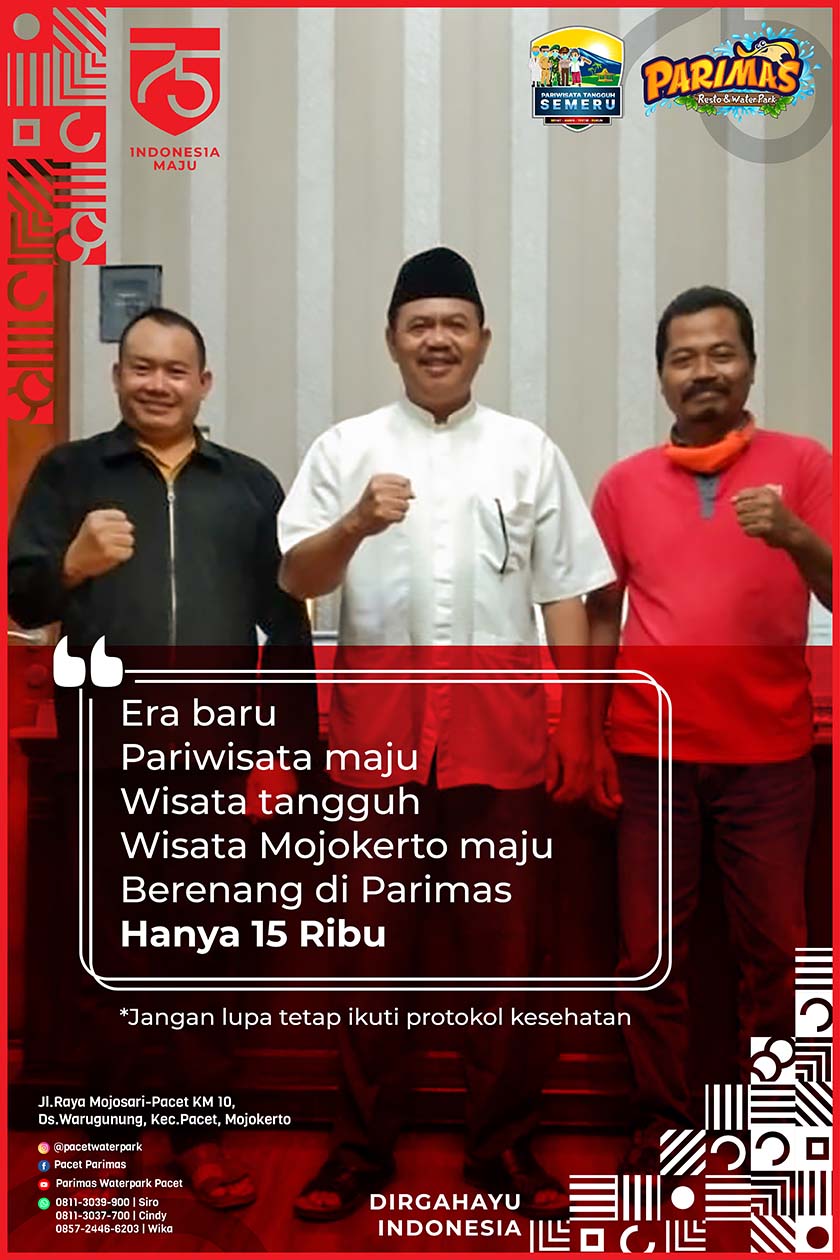 75
1NDONES1A
MAJU
PARIWISATA TANGGUH
SEMERU
PARIMAS
Resto & WaterPark
Era baru
Pariwisata maju
Wisata tangguh
Wisata Mojokerto maju
Berenang di Parimas
Hanya 15 Ribu
*Jangan lupa tetap ikuti protokol kesehatan
Jl.Raya Mojosari-Pacet KM 10,
Ds.Warugunung, Kec.Pacet, Mojokerto
@pacetwaterpark
Pacet Parimas
Parimas Waterpark Pacet
0811-3039-900 | Siro
0811-3037-700 | Cindy
0857-2446-6203 | Wika
DIRGAHAYU
INDONESIA